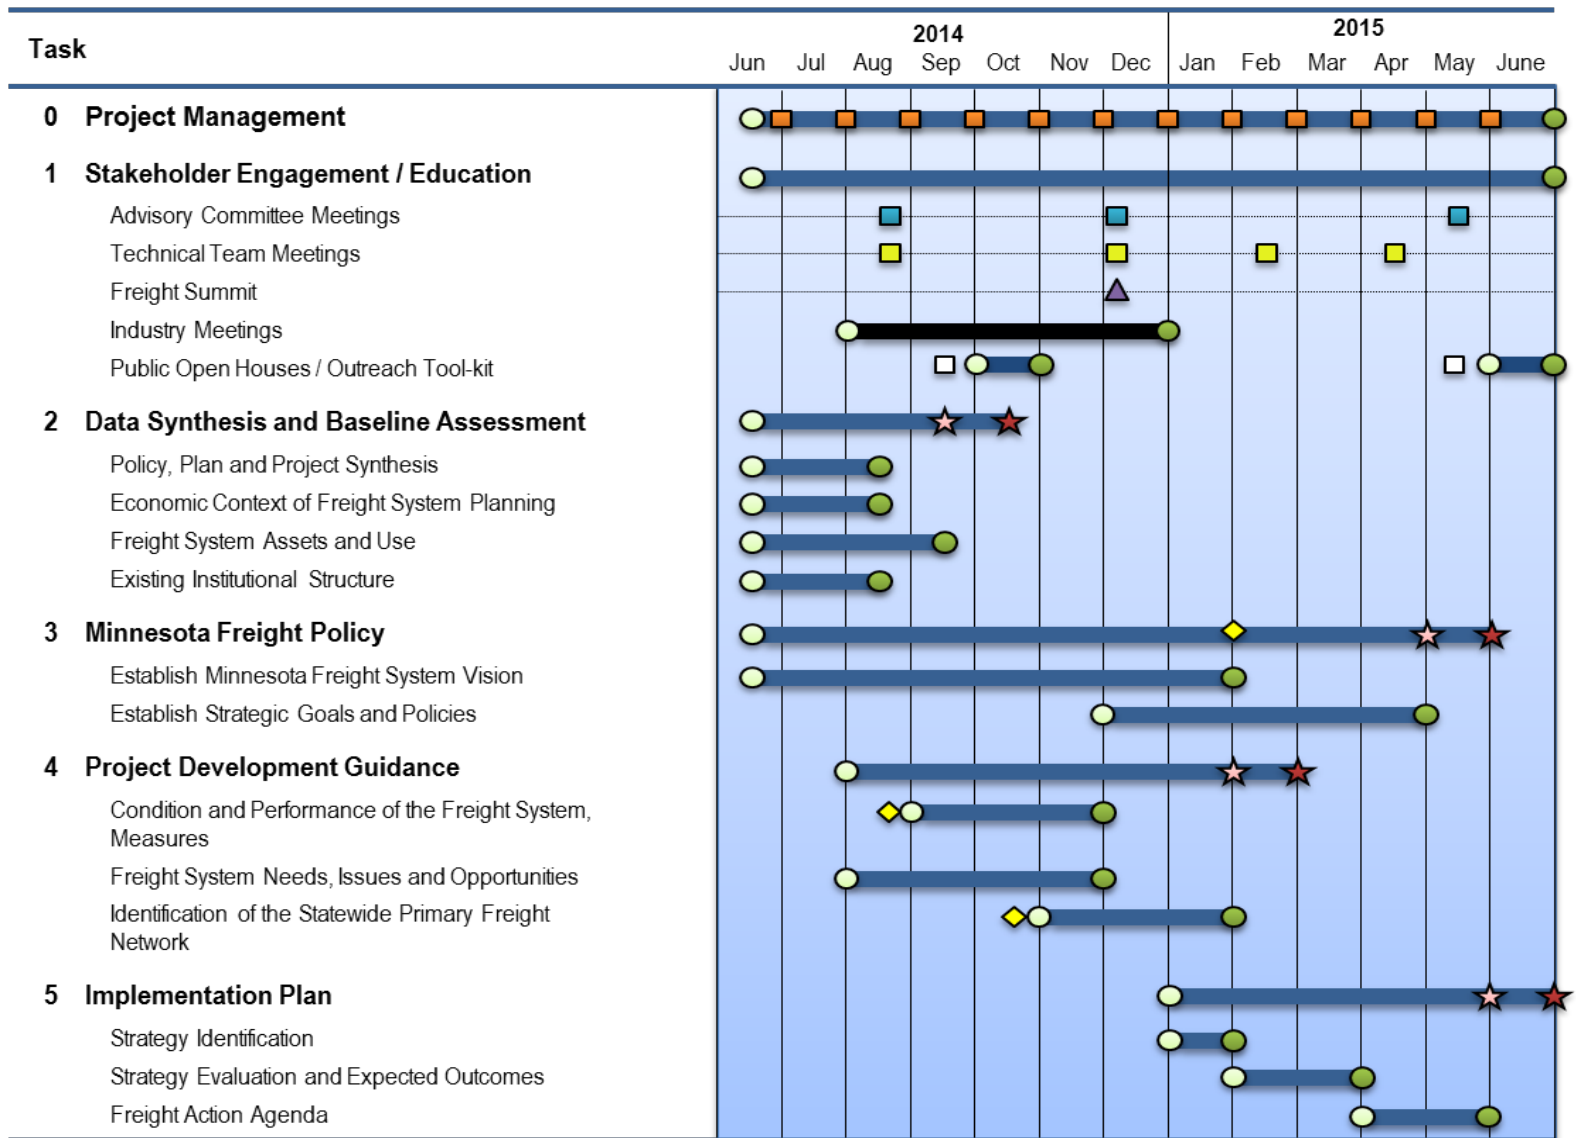 2014
2015
Task
Jun Jul Aug Sep Oct Nov Dec Jan Feb Mar Apr May June
0 Project Management
1 Stakeholder Engagement / Education
Advisory Committee Meetings
Technical Team Meetings
Freight Summit
Industry Meetings
Public Open Houses / Outreach Tool-kit
2 Data Synthesis and Baseline Assessment
Policy, Plan and Project Synthesis
Economic Context of Freight System Planning
Freight System Assets and Use
Existing Institutional Structure
3 Minnesota Freight Policy
Establish Minnesota Freight System Vision
Establish Strategic Goals and Policies
4 Project Development Guidance
Condition and Performance of the Freight System,
Measures
Freight System Needs, Issues and Opportunities
Identification of the Statewide Primary Freight
Network
5 Implementation Plan
Strategy Identification
Strategy Evaluation and Expected Outcomes
Freight Action Agenda